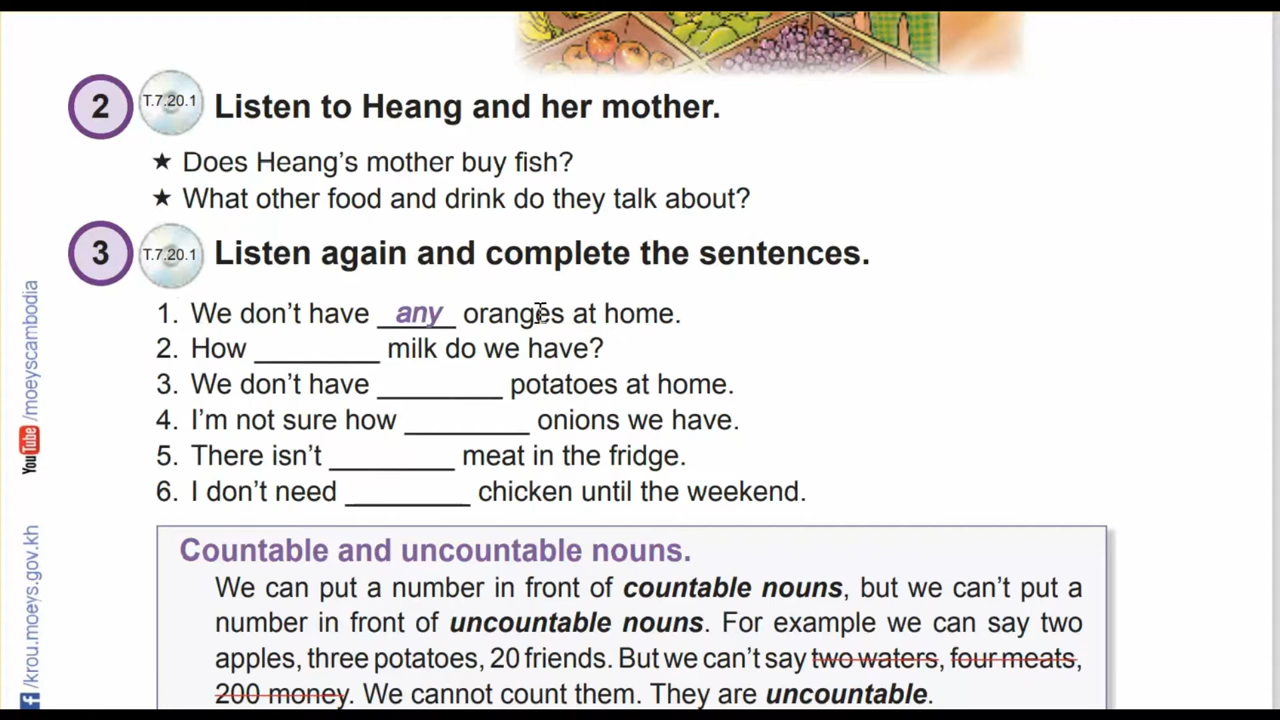 2 T.7.20.1 Listen to Heang and her mother.
★ Does Heang's mother buy fish?
★ What other food and drink do they talk about?
3 T.7.20.1 Listen again and complete the sentences.
1. We don't have __any__ oranges at home.
2. How ________ milk do we have?
3. We don't have ________ potatoes at home.
4. I'm not sure how ________ onions we have.
5. There isn't ________ meat in the fridge.
6. I don't need ________ chicken until the weekend.
Countable and uncountable nouns.
We can put a number in front of countable nouns, but we can't put a
number in front of uncountable nouns. For example we can say two
apples, three potatoes, 20 friends. But we can't say two waters, four meats,
200 money. We cannot count them. They are uncountable.
YouTube /moeyscambodia
f /krou.moeys.gov.kh